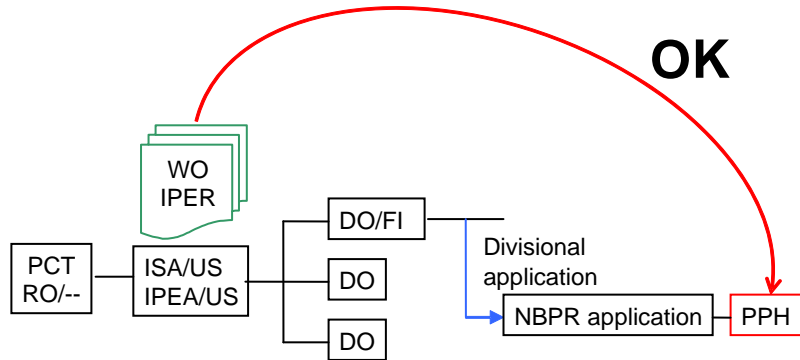 OK
WO
IPER
DO/FI
Divisional
application
PCT
RO/--
ISA/US
IPEA/US
DO
NBPR application
PPH
DO